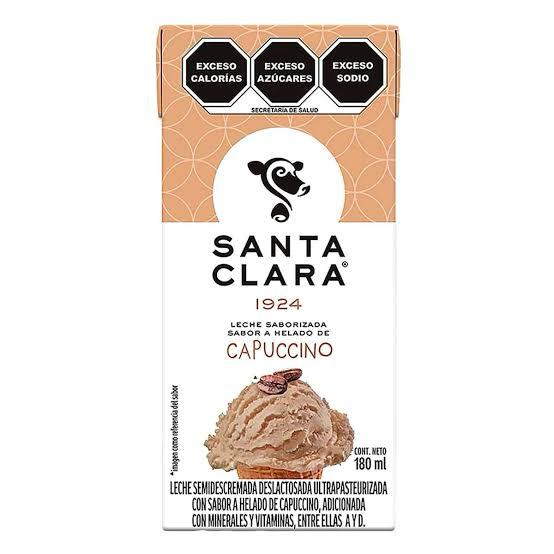 EXCESO CALORÍAS
EXCESO AZÚCARES
EXCESO SODIO
SECRETARÍA DE SALUD
SANTA
CLARA®
1924
LECHE SABORIZADA
SABOR A HELADO DE
CAPUCCINO
*imagen como referencia del sabor
CONT. NETO
180 ml
LECHE SEMIDESCREMADA DESLACTOSADA ULTRAPASTEURIZADA
CON SABOR A HELADO DE CAPUCCINO, ADICIONADA
CON MINERALES Y VITAMINAS, ENTRE ELLAS A Y D.